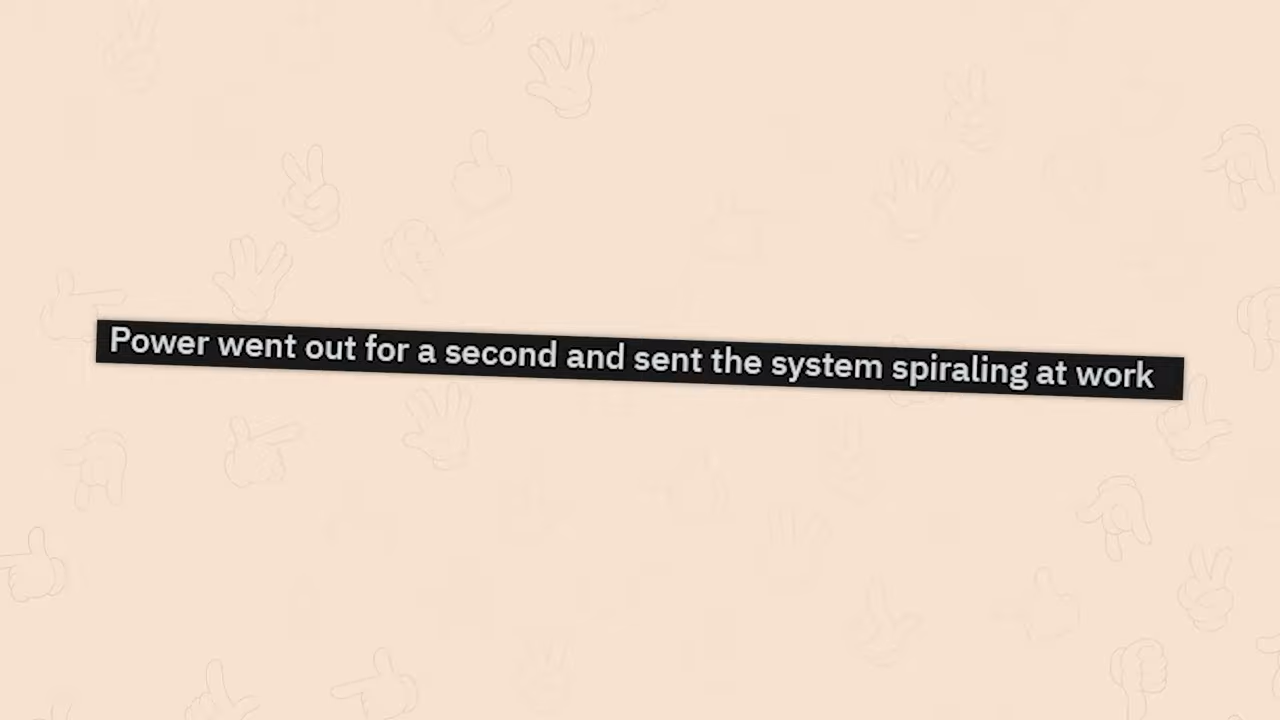 Power went out for a second and sent the system spiraling at work